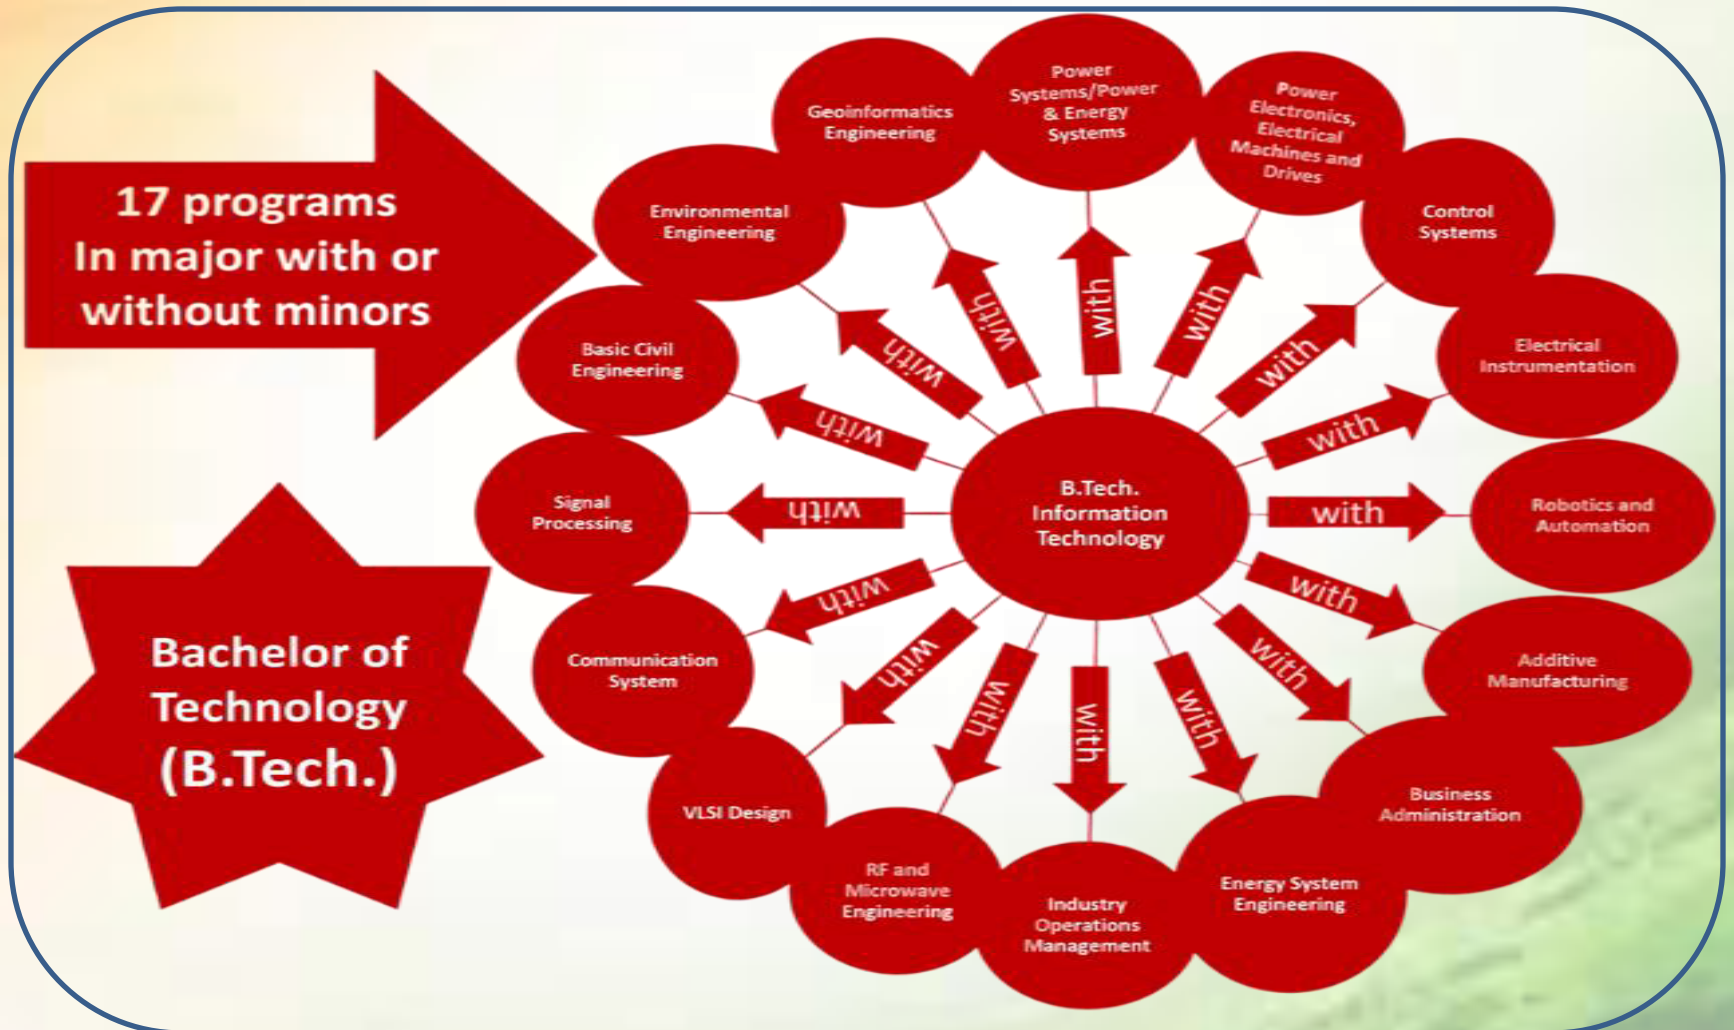 17 programs
In major with or
without minors
Bachelor of
Technology
(B.Tech.)
B.Tech.
Information
Technology
Power
Systems/Power
& Energy
Systems
with
Power
Electronics,
Electrical
Machines and
Drives
with
Control
Systems
with
Electrical
Instrumentation
with
Robotics and
Automation
with
Additive
Manufacturing
with
Business
Administration
with
Energy System
Engineering
with
Industry
Operations
Management
with
RF and
Microwave
Engineering
with
VLSI Design
with
Communication
System
with
Signal
Processing
with
Basic Civil
Engineering
with
Environmental
Engineering
with
Geoinformatics
Engineering
with